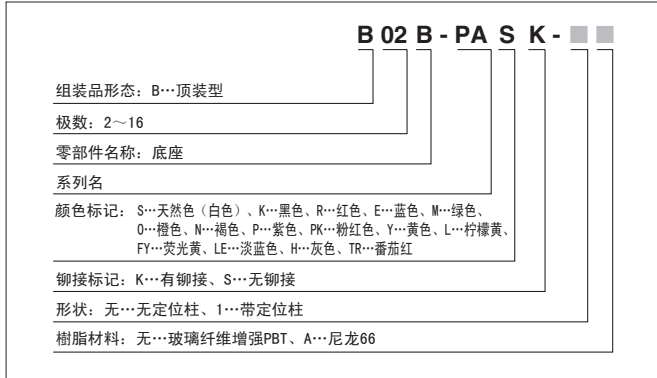 B 02 B - PA S K - ■ ■
组装品形态：B…顶装型
极数：2～16
零部件名称：底座
系列名
颜色标记：S…天然色（白色）、K…黑色、R…红色、E…蓝色、M…绿色、
O…橙色、N…褐色、P…紫色、PK…粉红色、Y…黄色、L…柠檬黄、
FY…荧光黄、LE…淡蓝色、H…灰色、TR…番茄红
铆接标记：K…有铆接、S…无铆接
形状：无…无定位柱、1…带定位柱
樹脂材料：无…玻璃纤维增强PBT、A…尼龙66